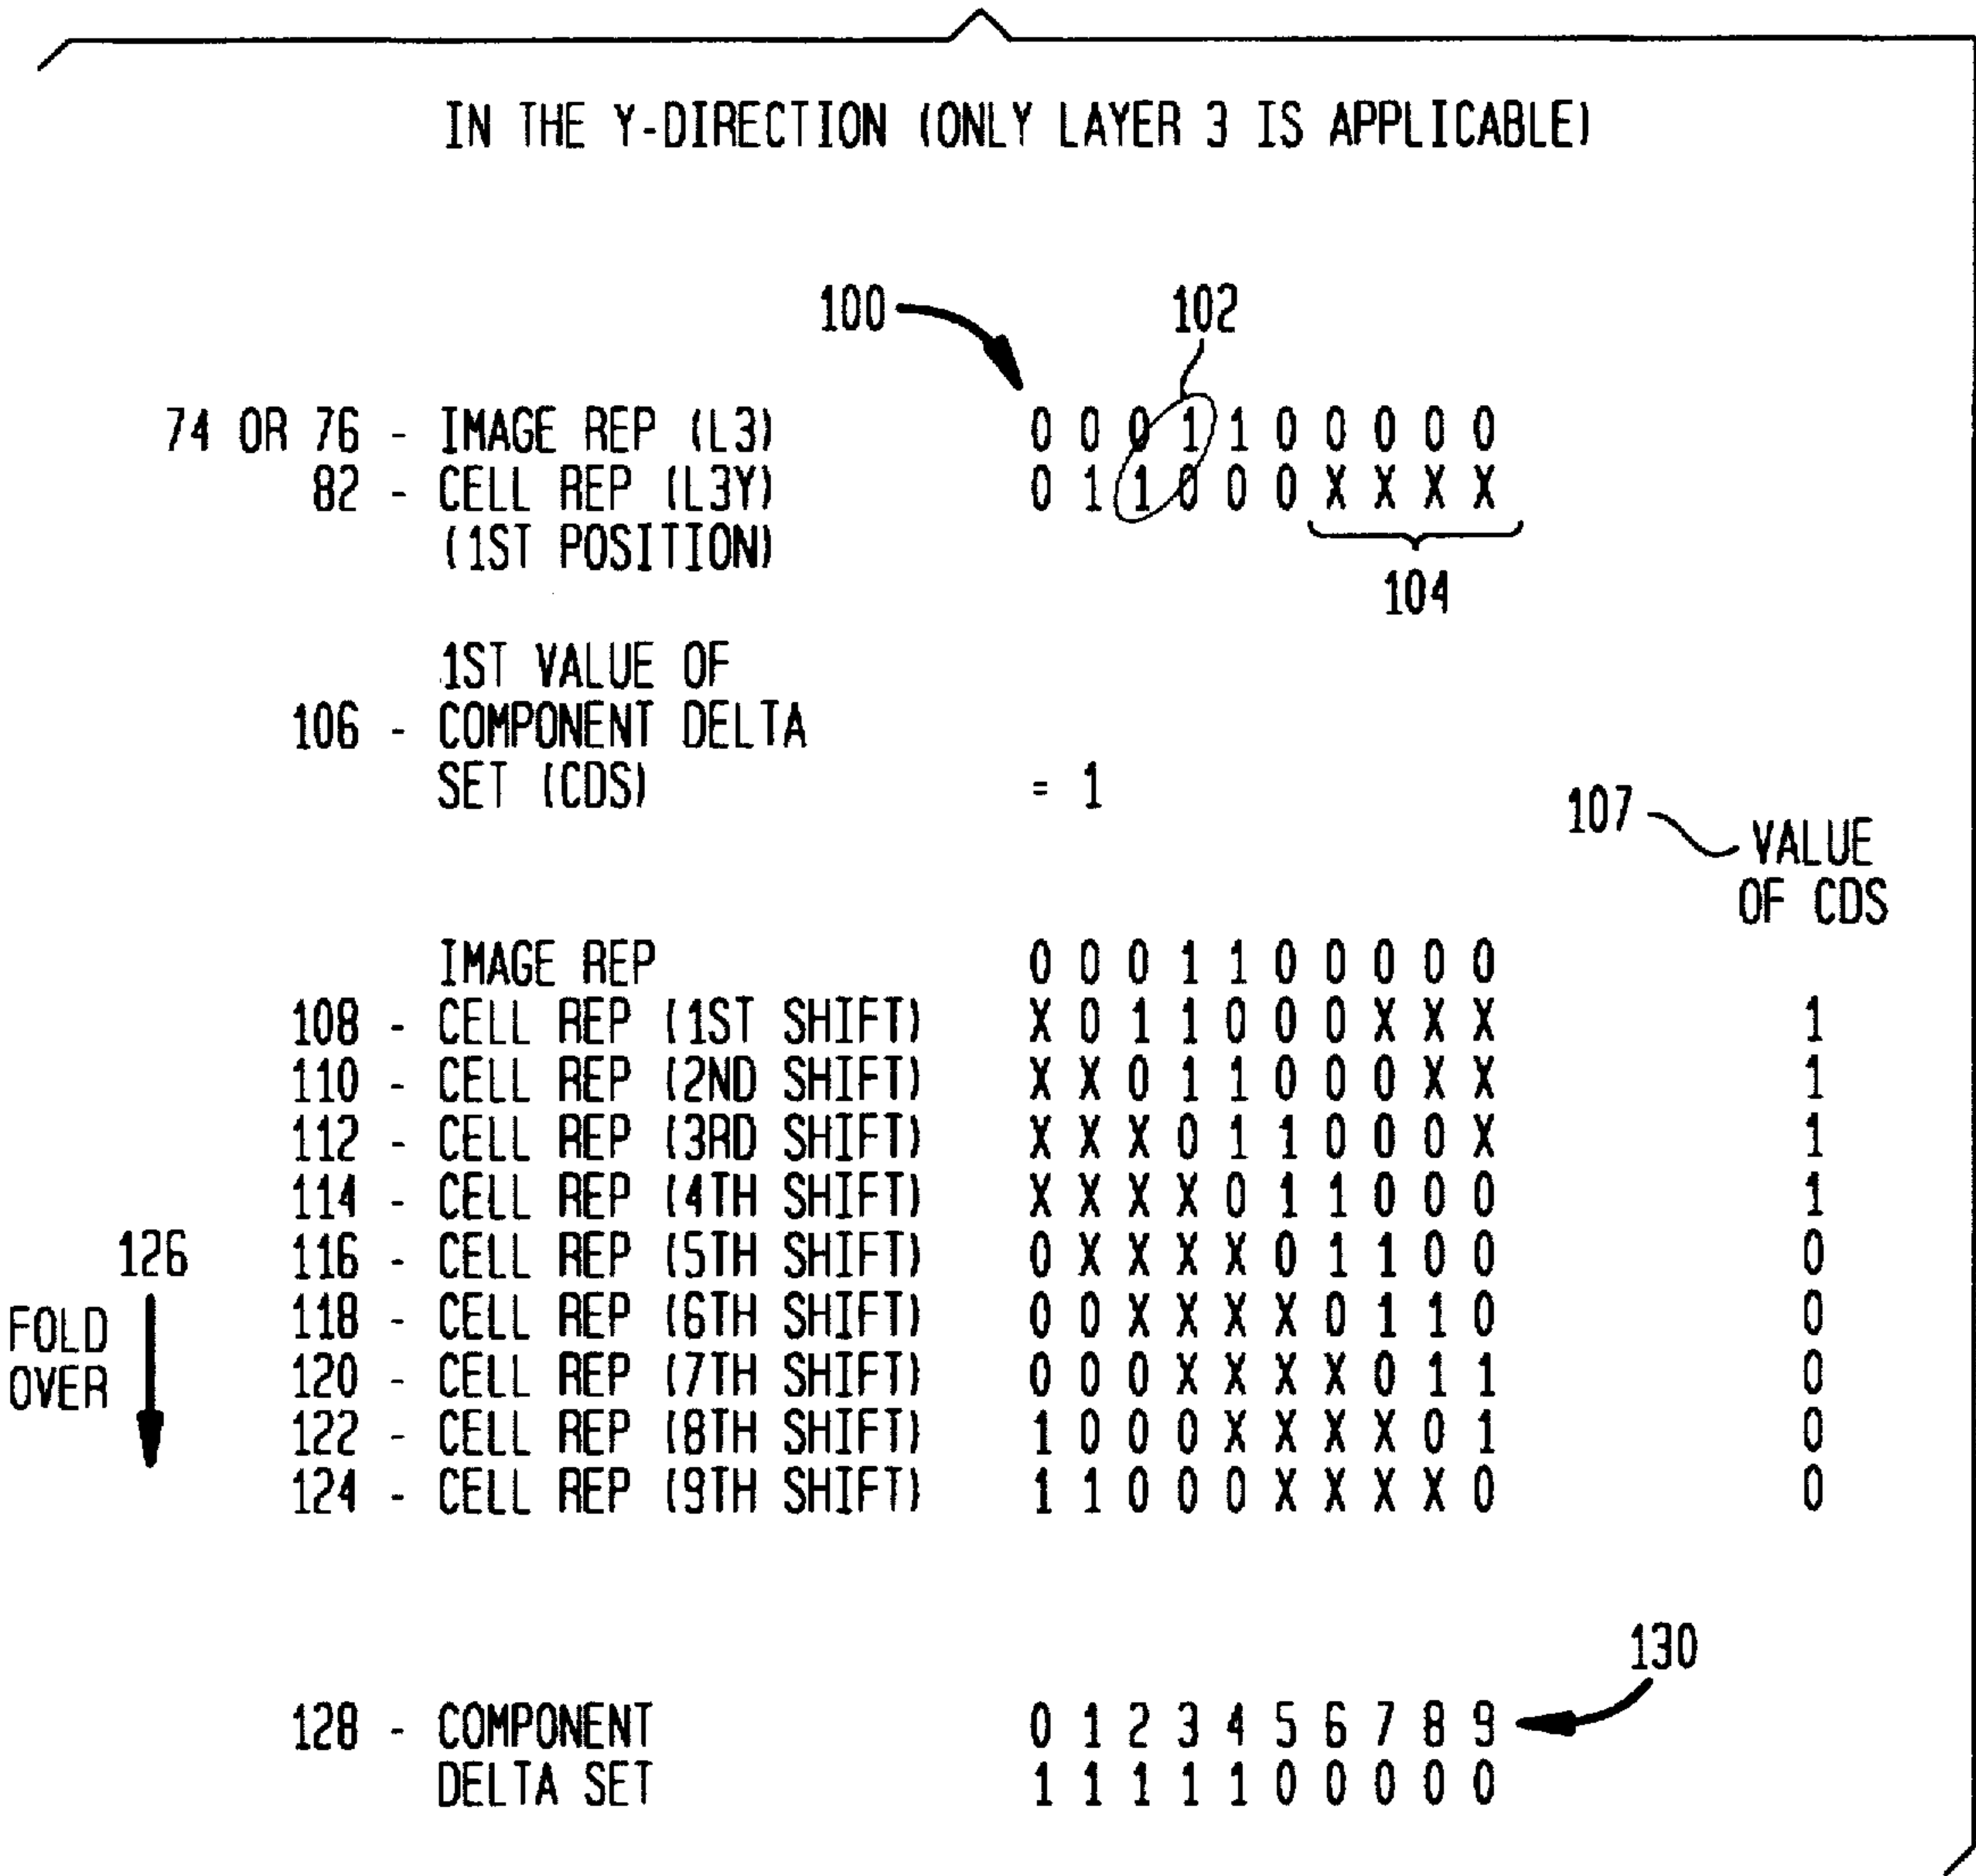 IN THE Y-DIRECTION (ONLY LAYER 3 IS APPLICABLE)
100 102
74 OR 76 - IMAGE REP (L3) 0 0 0 1 1 0 0 0 0 0
82 - CELL REP (L3Y) 0 1 1 0 0 0 X X X X
(1ST POSITION)
104
1ST VALUE OF
106 - COMPONENT DELTA
SET (CDS) = 1
107 VALUE
OF CDS
IMAGE REP 0 0 0 1 1 0 0 0 0 0
108 - CELL REP (1ST SHIFT) X 0 1 1 0 0 0 X X X 1
110 - CELL REP (2ND SHIFT) X X 0 1 1 0 0 0 X X 1
112 - CELL REP (3RD SHIFT) X X X 0 1 1 0 0 0 X 1
114 - CELL REP (4TH SHIFT) X X X X 0 1 1 0 0 0 1
126 116 - CELL REP (5TH SHIFT) 0 X X X X 0 1 1 0 0 0
FOLD 118 - CELL REP (6TH SHIFT) 0 0 X X X X 0 1 1 0 0
OVER 120 - CELL REP (7TH SHIFT) 0 0 0 X X X X 0 1 1 0
122 - CELL REP (8TH SHIFT) 1 0 0 0 X X X X 0 1 0
124 - CELL REP (9TH SHIFT) 1 1 0 0 0 X X X X 0 0
130
128 - COMPONENT 0 1 2 3 4 5 6 7 8 9
DELTA SET 1 1 1 1 1 0 0 0 0 0